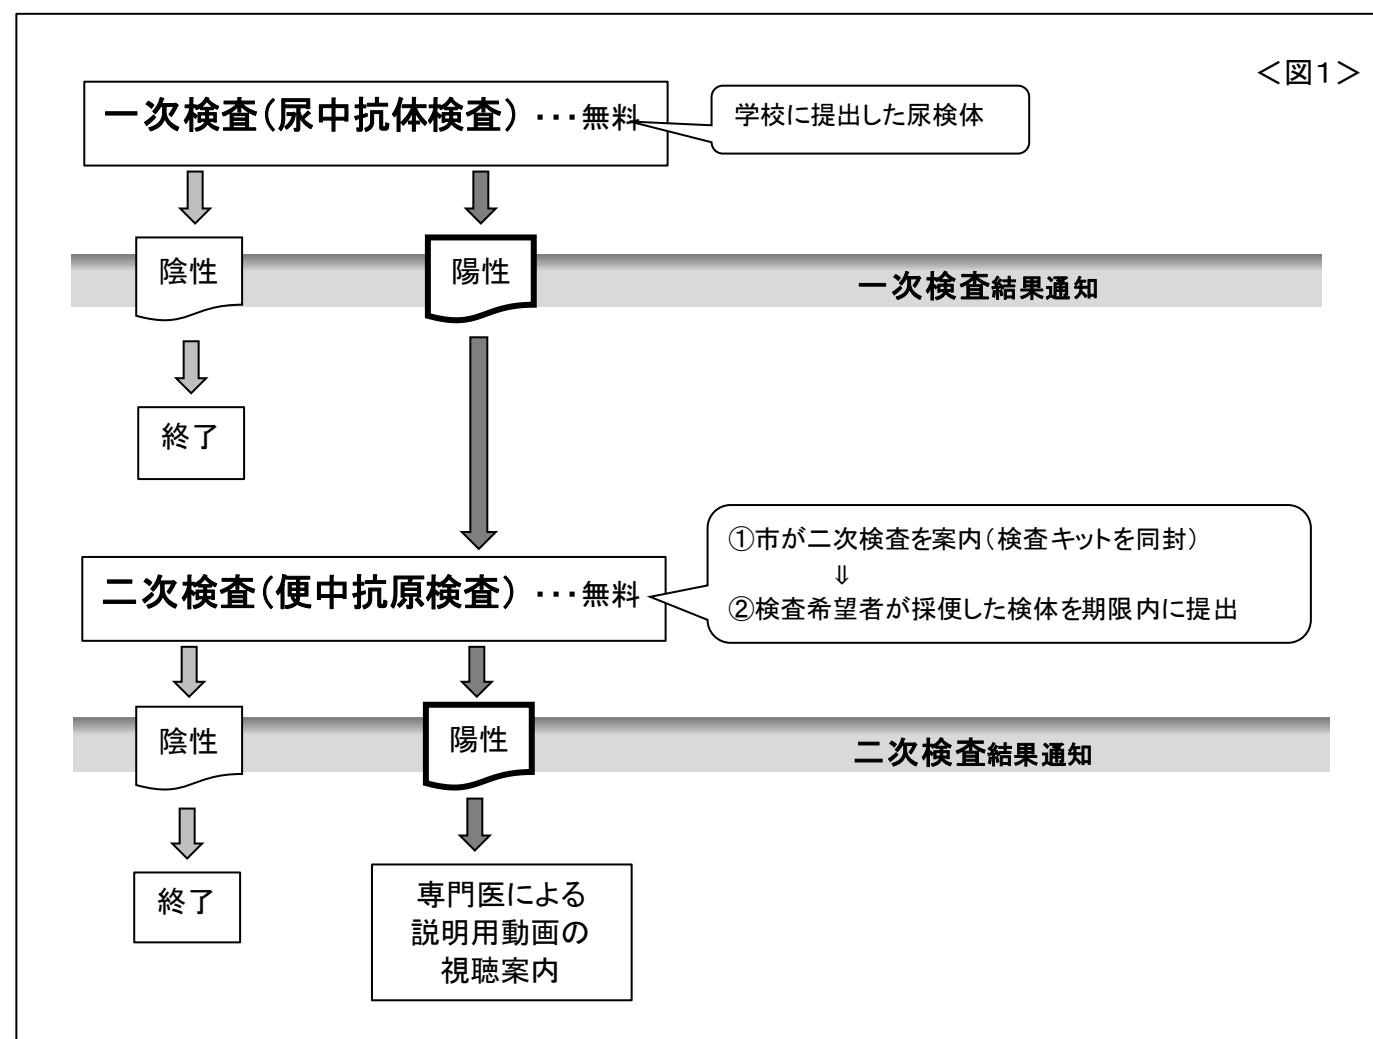 ＜図１＞
一次検査（尿中抗体検査）・・・無料
学校に提出した尿検体
陰性
陽性
一次検査結果通知
終了
①市が二次検査を案内（検査キットを同封）
⇓
②検査希望者が採便した検体を期限内に提出
二次検査（便中抗原検査）・・・無料
陰性
陽性
二次検査結果通知
終了
専門医による
説明用動画の
視聴案内